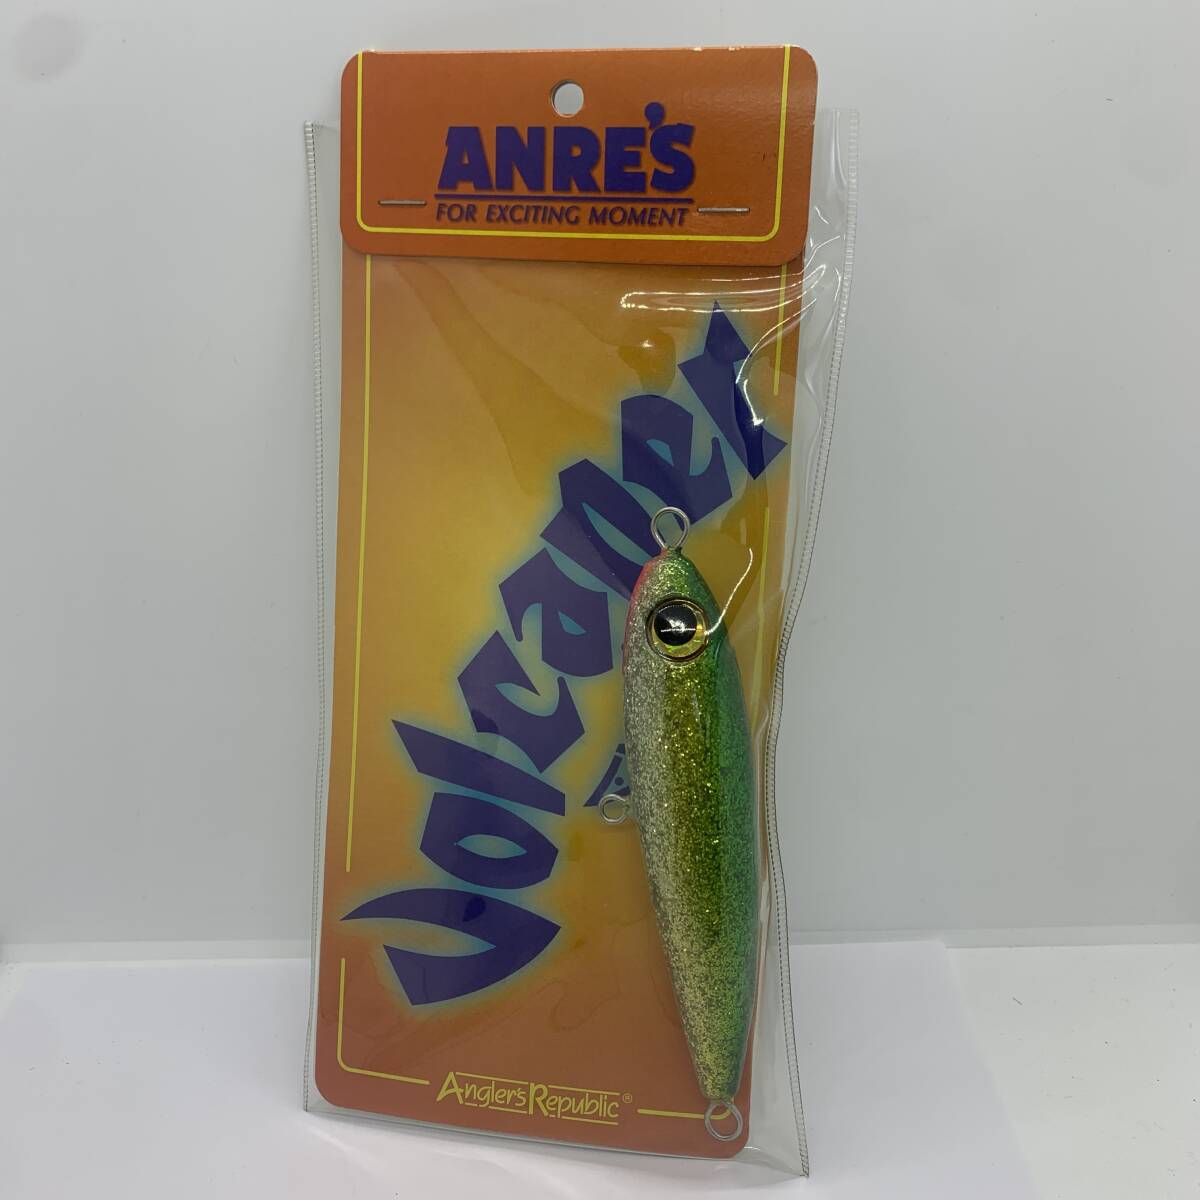 ANRE'S
FOR EXCITING MOMENT
Volcaner
Angler's Republic ®